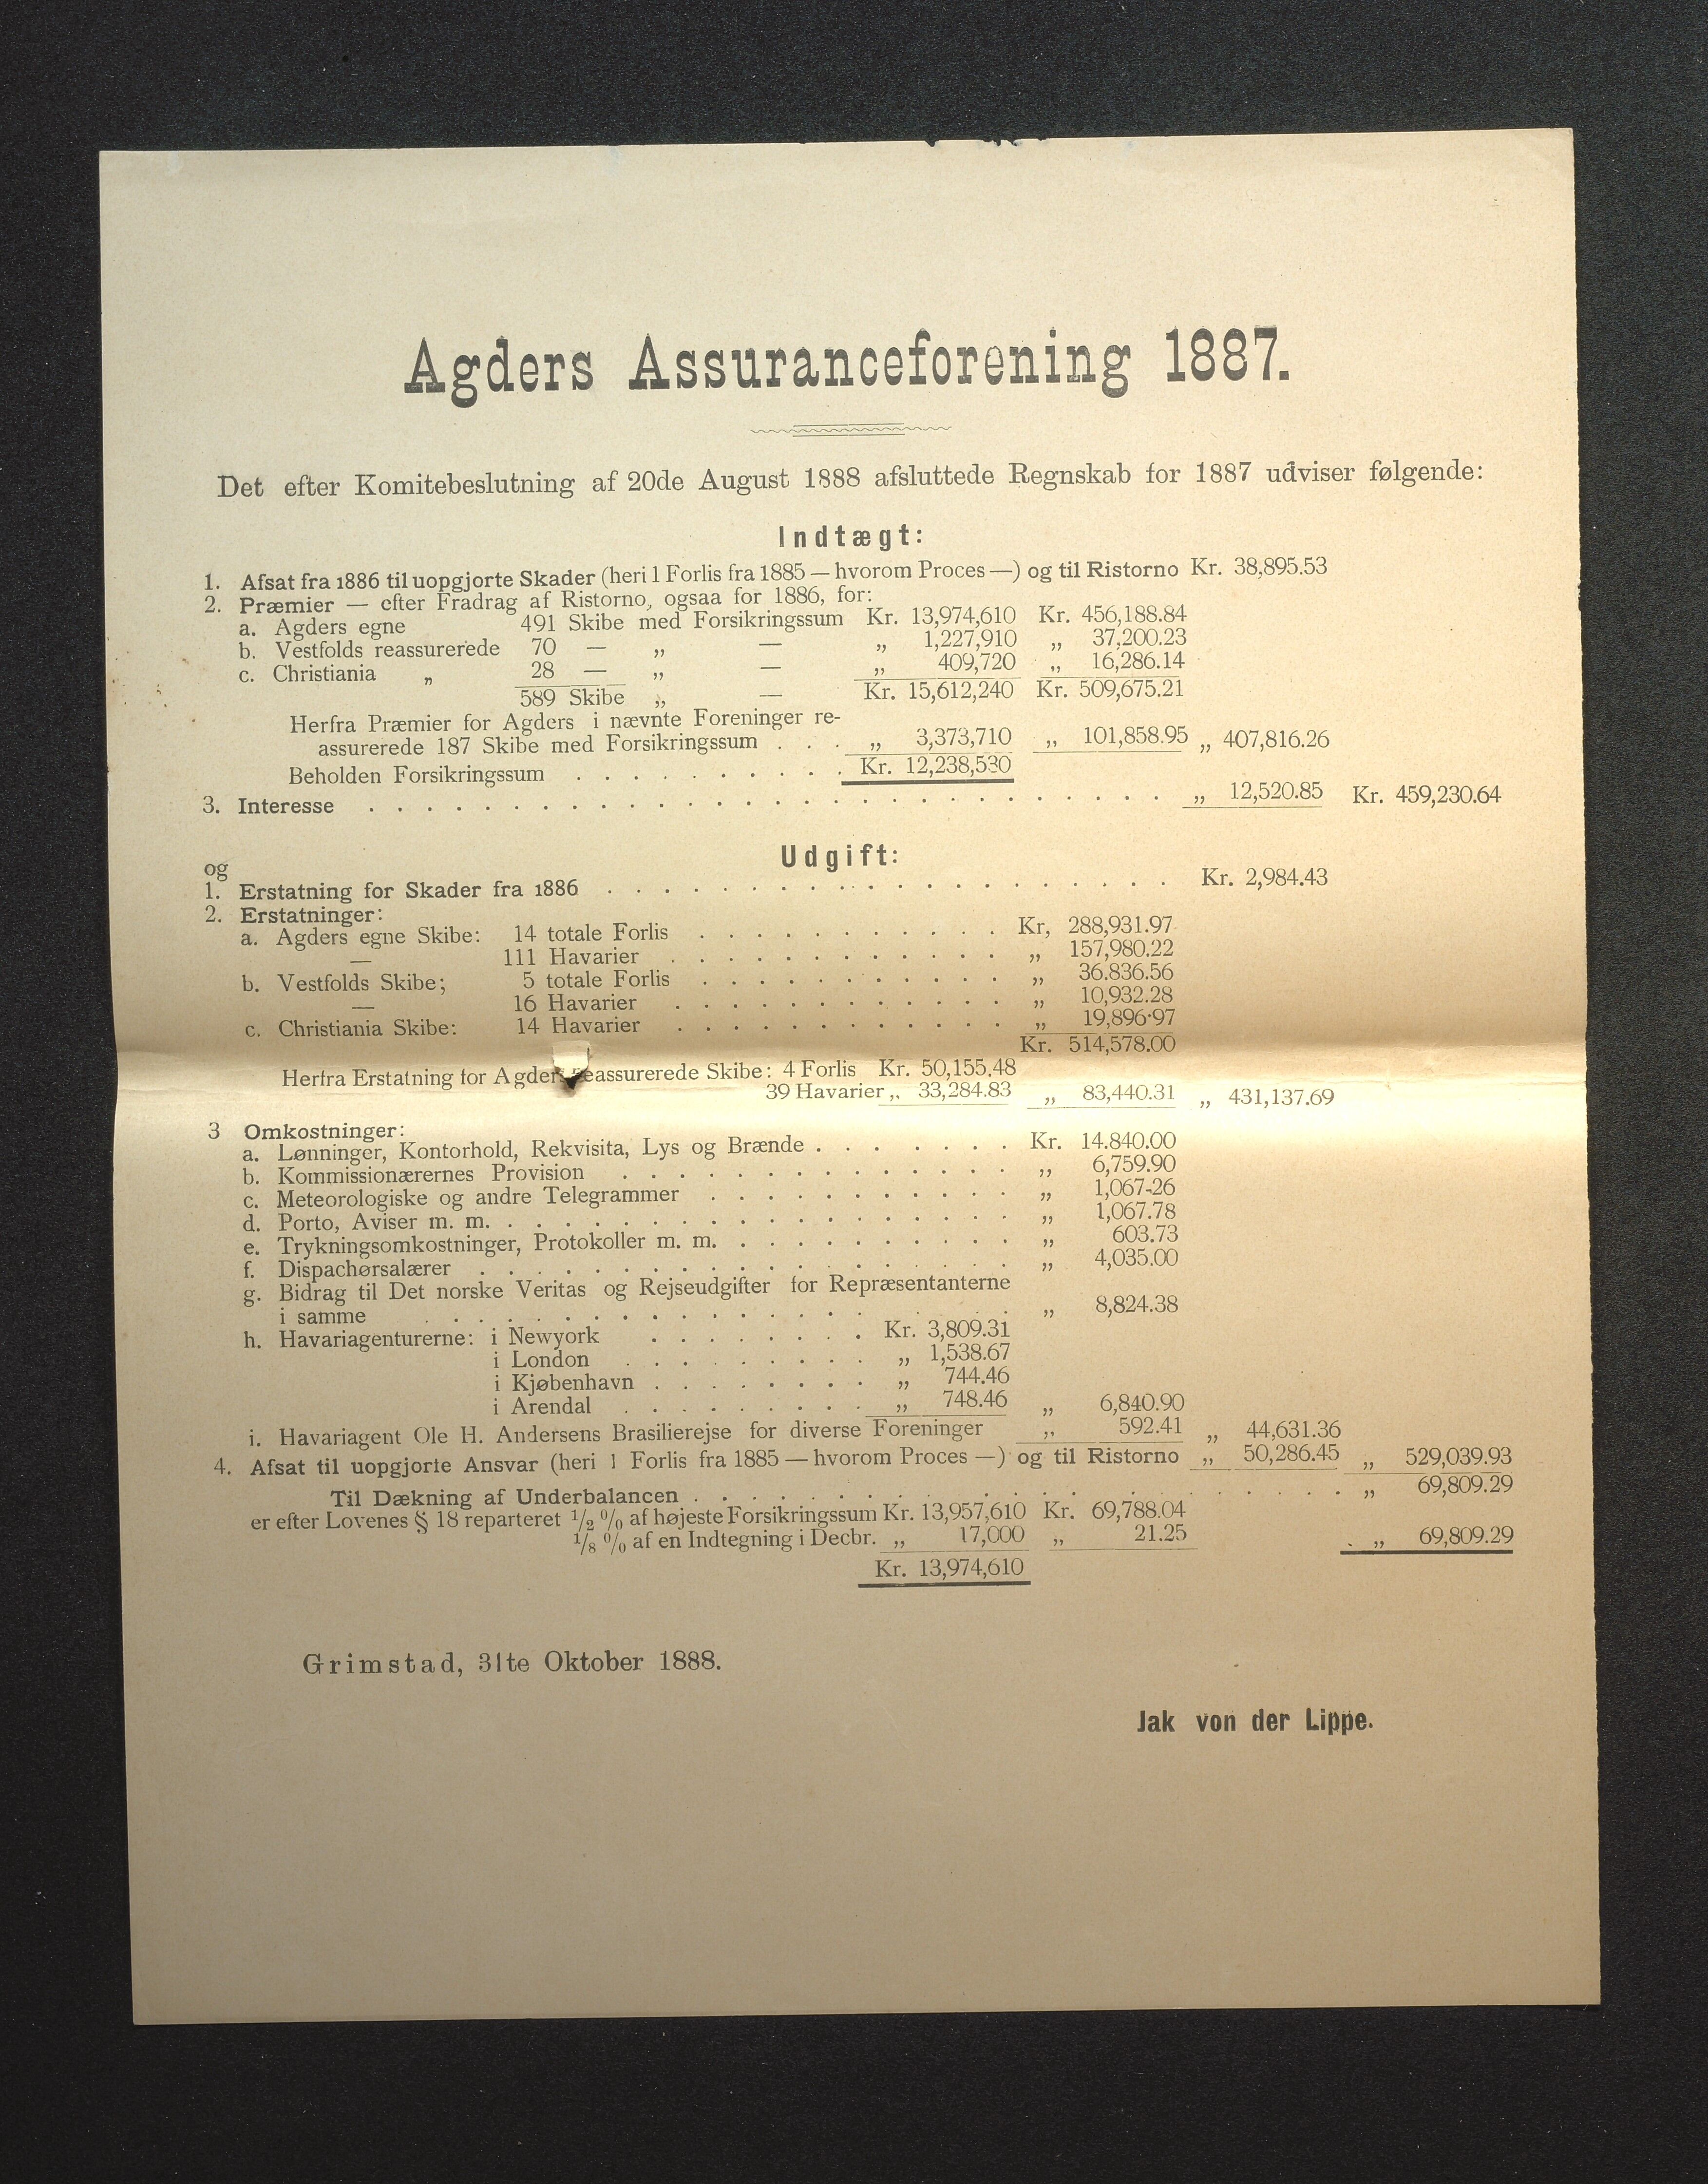 Agders Assuranceforening 1887.
Det efter Komitebeslutning af 20de August 1888 afsluttede Regnskab for 1887 udviser følgende:
Indtægt:
1. Afsat fra 1886 til uopgjorte Skader (heri 1 Forlis fra 1885 — hvorom Proces —) og til Ristorno Kr. 38,895.53
2. Præmier — efter Fradrag af Ristorno, ogsaa for 1886, for:
a. Agders egne 491 Skibe med Forsikringssum Kr. 13,974,610 Kr. 456,188.84
b. Vestfolds reassurerede 70 — „ — „ 1,227,910 „ 37,200.23
c. Christiania „ 28 — „ — „ 409,720 „ 16,286.14
589 Skibe „ — Kr. 15,612,240 Kr. 509,675.21
Herfra Præmier for Agders i nævnte Foreninger re-
assurerede 187 Skibe med Forsikringssum . . . „ 3,373,710 „ 101,858.95 „ 407,816.26
Beholden Forsikringssum . . . . . . . . . . Kr. 12,238,530
3. Interesse . . . . . . . . . . . . . . . . . . . . . . . . . . . . „ 12,520.85 Kr. 459,230.64
Udgift:
og
1. Erstatning for Skader fra 1886 . . . . . . . . . . . . . . . . . . . . Kr. 2,984.43
2. Erstatninger:
a. Agders egne Skibe: 14 totale Forlis . . . . . . . . . . . Kr, 288,931.97
— 111 Havarier . . . . . . . . . . . . „ 157,980.22
b. Vestfolds Skibe; 5 totale Forlis . . . . . . . . . . . „ 36.836.56
— 16 Havarier . . . . . . . . . . . . „ 10,932.28
c. Christiania Skibe: 14 Havarier . . . . . . . . . . . . „ 19,896·97
Kr. 514,578.00
Herfra Erstatning for Agders reassurerede Skibe: 4 Forlis Kr. 50,155.48
39 Havarier „ 33,284.83 „ 83,440.31 „ 431,137.69
3 Omkostninger:
a. Lønninger, Kontorhold, Rekvisita, Lys og Brænde . . . . . . . Kr. 14.840.00
b. Kommissionærernes Provision . . . . . . . . . . . . . . „ 6,759.90
c. Meteorologiske og andre Telegrammer . . . . . . . . . . . „ 1,067-26
d. Porto, Aviser m. m. . . . . . . . . . . . . . . . . . . „ 1,067.78
e. Trykningsomkostninger, Protokoller m. m. . . . . . . . . . . „ 603.73
f. Dispachørsalærer . . . . . . . . . . . . . . . . . . . „ 4,035.00
g. Bidrag til Det norske Veritas og Rejseudgifter for Repræsentanterne
i samme . . . . . . . . . . . . . . . . . . . . „ 8,824.38
h. Havariagenturerne: i Newyork . . . . . . . . Kr. 3,809.31
i London . . . . . . . . . „ 1,538.67
i Kjøbenhavn . . . . . . . . „ 744.46
i Arendal . . . . . . . . . „ 748.46 „ 6,840.90
i. Havariagent Ole H. Andersens Brasilierejse for diverse Foreninger „ 592.41 „ 44,631.36
4. Afsat til uopgjorte Ansvar (heri 1 Forlis fra 1885 — hvorom Proces —) og til Ristorno „ 50,286.45 „ 529,039.93
Til Dækning af Underbalancen . . . . . . . . . . . . . . . . . . . . . . . „ 69,809.29
er efter Lovenes § 18 reparteret 1/2 % af højeste Forsikringssum Kr. 13,957,610 Kr. 69,788.04
1/8 % af en Indtegning i Decbr. „ 17,000 „ 21.25 . „ 69,809.29
Kr. 13,974,610
Grimstad, 31te Oktober 1888.
Jak von der Lippe.